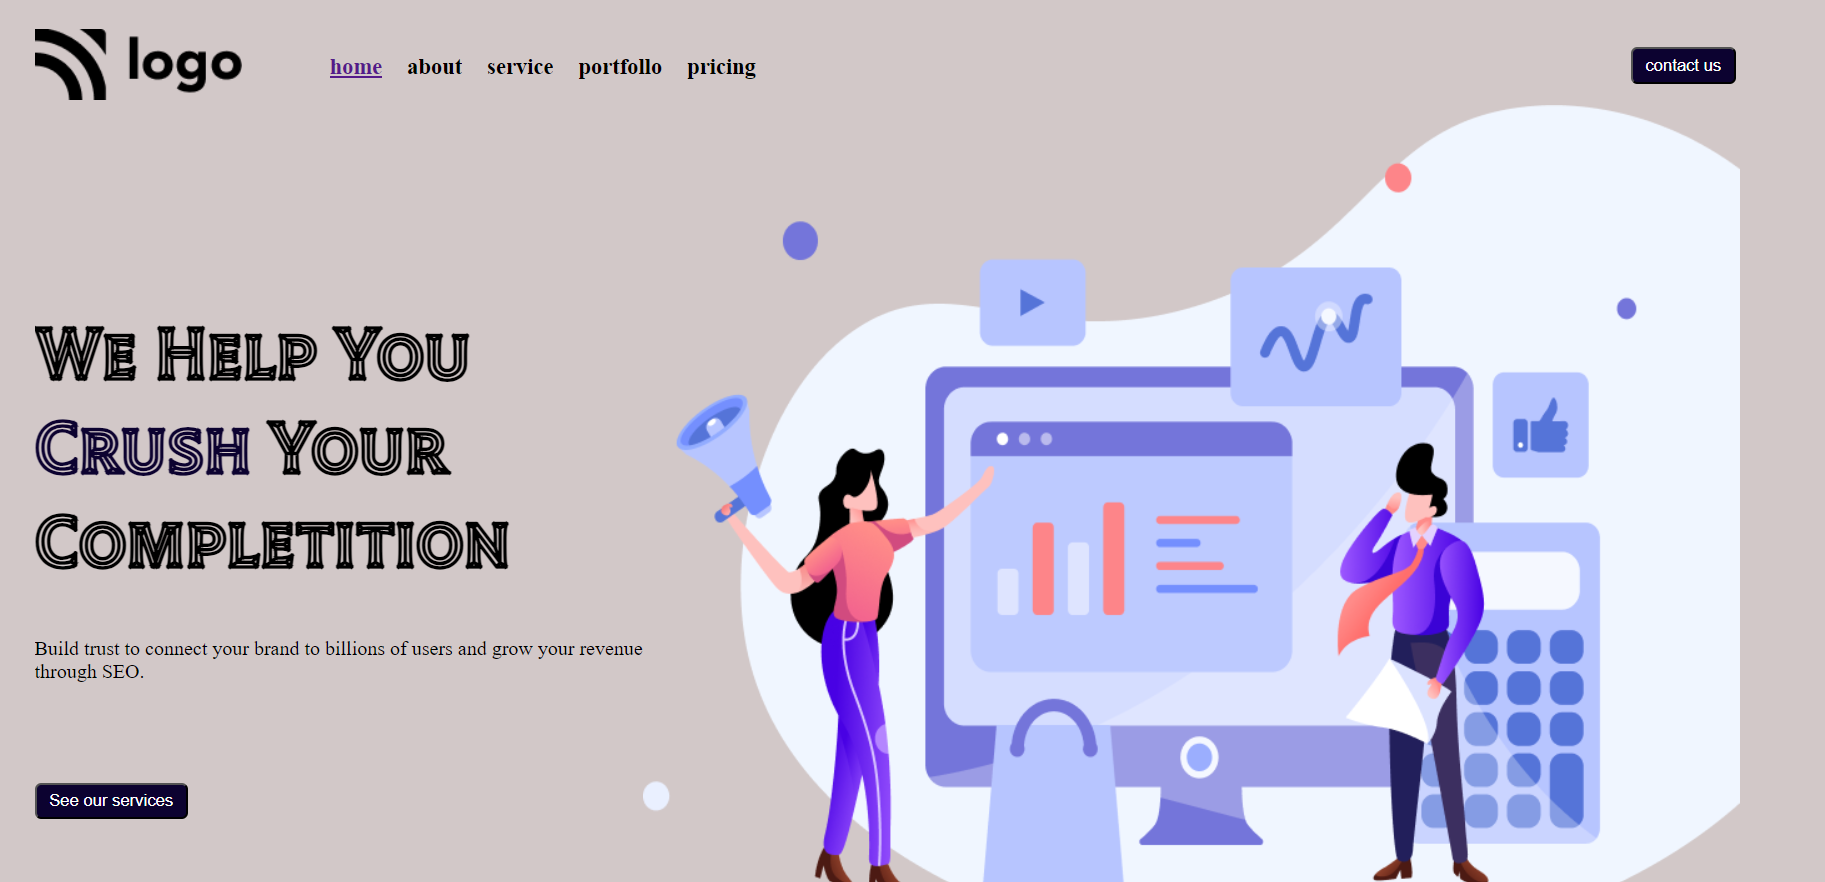 logo
home about service portfollo pricing
contact us
We Help You
Crush Your
Completition
Build trust to connect your brand to billions of users and grow your revenue
through SEO.
See our services